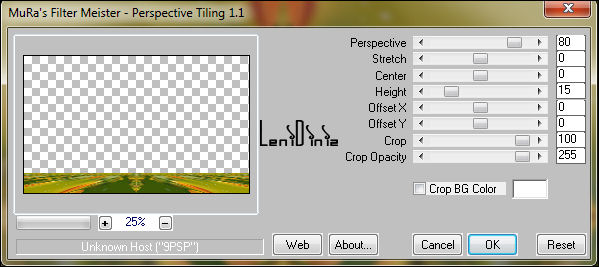 MuRa's Filter Meister - Perspective Tiling 1.1
Perspective 80
Stretch 0
Center 0
Height 15
Offset X 0
Offset Y 0
Crop 100
Crop Opacity 255
LeniDinia
Crop BG Color
25%
Unknown Host ("9PSP")
Web
About...
Cancel
OK
Reset